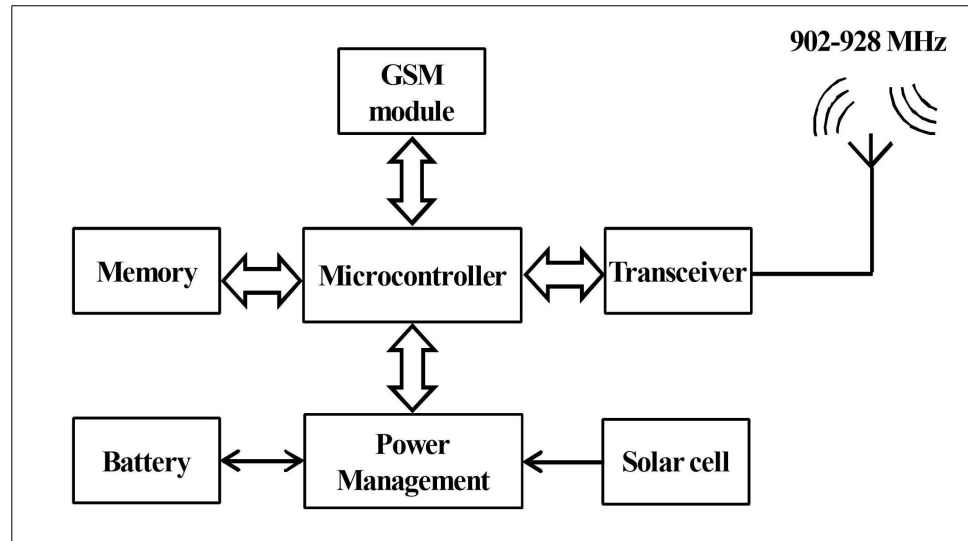 902-928 MHz
GSM
module
Memory
Microcontroller
Transceiver
Battery
Power
Management
Solar cell